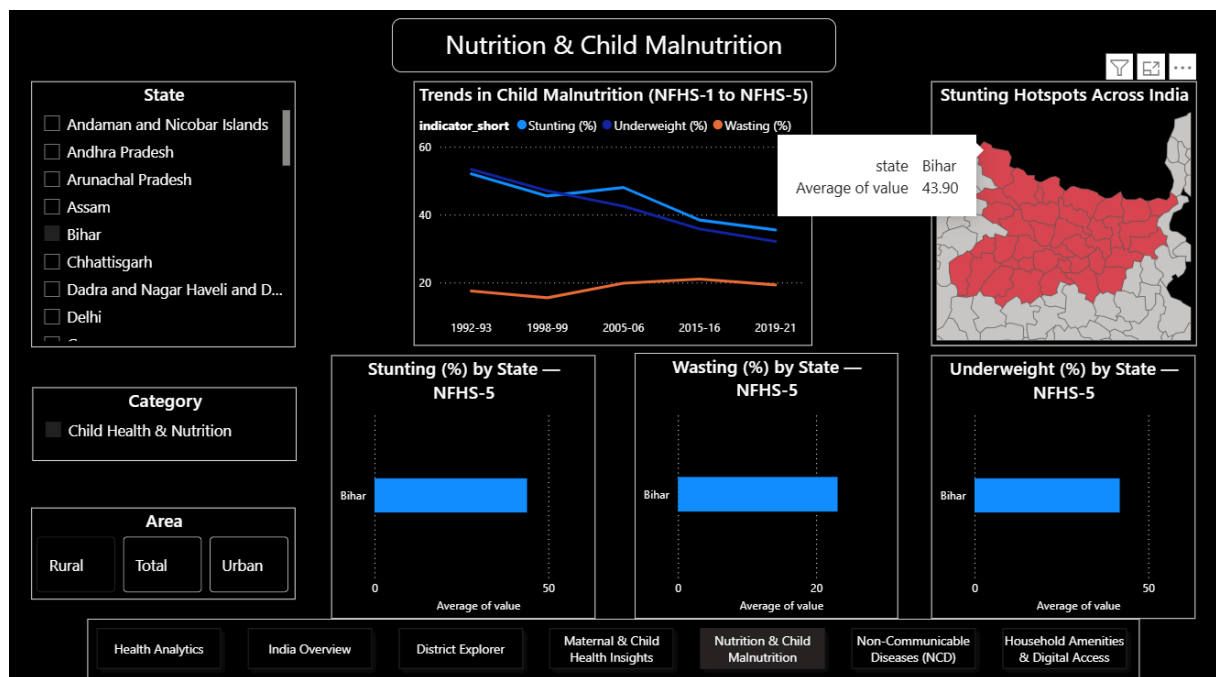 Nutrition & Child Malnutrition
State
Andaman and Nicobar Islands
Andhra Pradesh
Arunachal Pradesh
Assam
Bihar
Chhattisgarh
Dadra and Nagar Haveli and D...
Delhi
Category
Child Health & Nutrition
Area
Rural
Total
Urban
Trends in Child Malnutrition (NFHS-1 to NFHS-5)
indicator_short Stunting (%) Underweight (%) Wasting (%)
60
40
20
1992-93 1998-99 2005-06 2015-16 2019-21
Stunting Hotspots Across India
state Bihar
Average of value 43.90
Stunting (%) by State —
NFHS-5
Bihar
0 50
Average of value
Wasting (%) by State —
NFHS-5
Bihar
0 20
Average of value
Underweight (%) by State —
NFHS-5
Bihar
0 50
Average of value
Health Analytics
India Overview
District Explorer
Maternal & Child
Health Insights
Nutrition & Child
Malnutrition
Non-Communicable
Diseases (NCD)
Household Amenities
& Digital Access